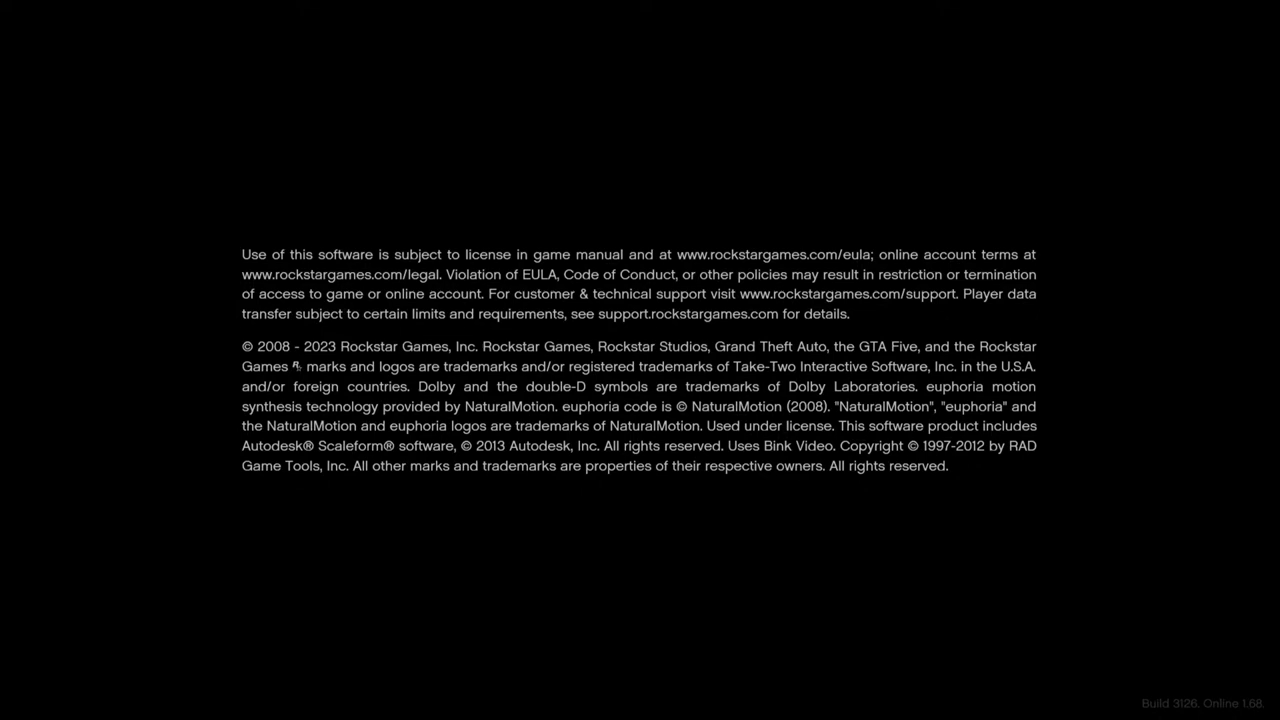 Use of this software is subject to license in game manual and at www.rockstargames.com/eula; online account terms at
www.rockstargames.com/legal. Violation of EULA, Code of Conduct, or other policies may result in restriction or termination
of access to game or online account. For customer & technical support visit www.rockstargames.com/support. Player data
transfer subject to certain limits and requirements, see support.rockstargames.com for details.
© 2008 - 2023 Rockstar Games, Inc. Rockstar Games, Rockstar Studios, Grand Theft Auto, the GTA Five, and the Rockstar
Games R* marks and logos are trademarks and/or registered trademarks of Take-Two Interactive Software, Inc. in the U.S.A.
and/or foreign countries. Dolby and the double-D symbols are trademarks of Dolby Laboratories. euphoria motion
synthesis technology provided by NaturalMotion. euphoria code is © NaturalMotion (2008). "NaturalMotion", "euphoria" and
the NaturalMotion and euphoria logos are trademarks of NaturalMotion. Used under license. This software product includes
Autodesk® Scaleform® software, © 2013 Autodesk, Inc. All rights reserved. Uses Bink Video. Copyright © 1997-2012 by RAD
Game Tools, Inc. All other marks and trademarks are properties of their respective owners. All rights reserved.
Build 3126. Online 1.68.